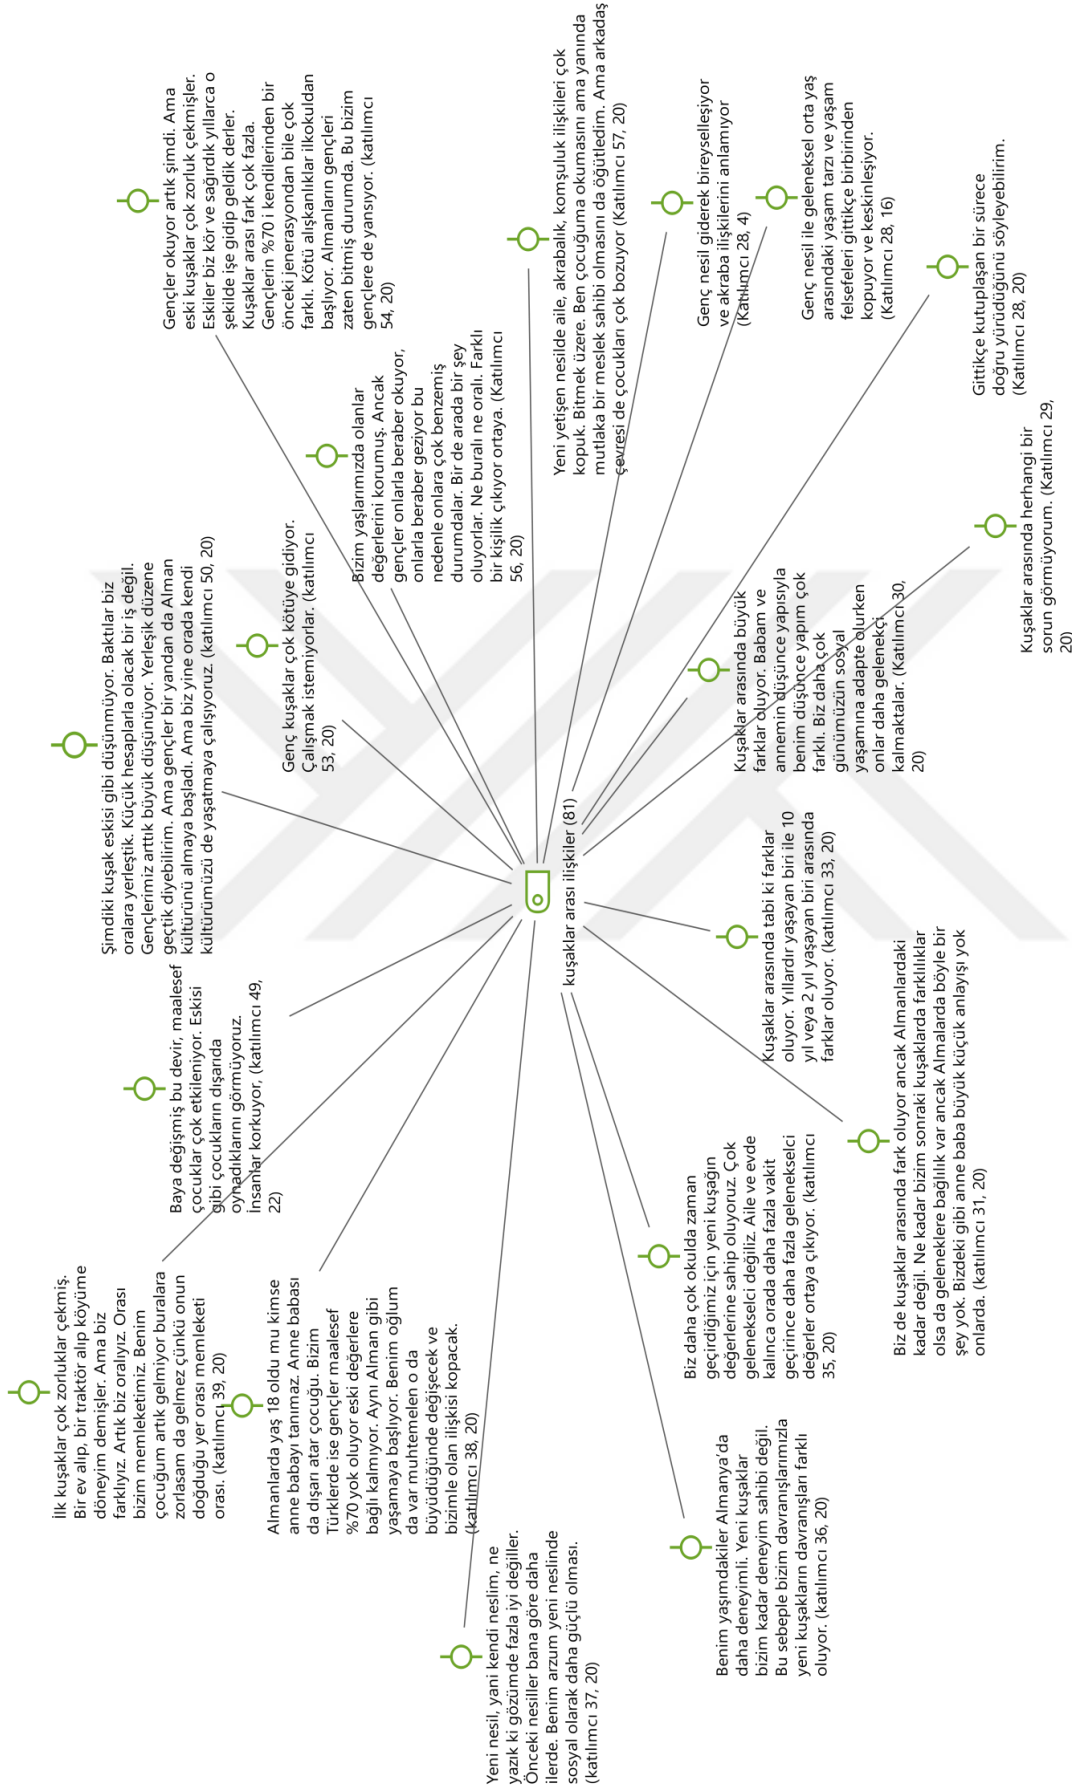 İlk kuşaklar çok zorluklar çekmiş.
Bir ev alıp, bir traktör alıp köyüme
döneyim demişler. Ama biz
farklıyız. Artık biz oralıyız. Orası
bizim memleketimiz. Benim
çocuğum artık gelmiyor buralara
zorlasam da gelmez çünkü onun
doğduğu yer orası memleketi
orası. (katılımcı 39, 20)
Baya değişmiş bu devir, maalesef
çocuklar çok etkileniyor. Eskisi
gibi çocukların dışarıda
oynadıklarını görmüyoruz.
İnsanlar korkuyor, (katılımcı 49,
22)
Şimdiki kuşak eskisi gibi düşünmüyor. Baktılar biz
oralara yerleştik. Küçük hesaplarla olacak bir iş değil.
Gençlerimiz arttık büyük düşünüyor. Yerleşik düzene
geçtik diyebilirim. Ama gençler bir yandan da Alman
kültürünü almaya başladı. Ama biz yine orada kendi
kültürümüzü de yaşatmaya çalışıyoruz. (katılımcı 50, 20)
Genç kuşaklar çok kötüye gidiyor.
Çalışmak istemiyorlar. (katılımcı
53, 20)
Gençler okuyor artık şimdi. Ama
eski kuşaklar çok zorluk çekmişler.
Eskiler biz kör ve sağırdık yıllarca o
şekilde işe gidip geldik derler.
Kuşaklar arası fark çok fazla.
Gençlerin %70 i kendilerinden bir
önceki jenerasyondan bile çok
farklı. Kötü alışkanlıklar ilkokuldan
başlıyor. Almanların gençleri
zaten bitmiş durumda. Bu bizim
gençlere de yansıyor. (katılımcı
54, 20)
Bizim yaşlarımızda olanlar
değerlerini korumuş. Ancak
gençler onlarla beraber okuyor,
onlarla beraber geziyor bu
nedenle onlara çok benzemiş
durumdalar. Bir de arada bir şey
oluyorlar. Ne buralı ne oralı. Farklı
bir kişilik çıkıyor ortaya. (Katılımcı
56, 20)
Yeni yetişen nesilde aile, akrabalık, komşuluk ilişkileri çok
kopuk. Bitmek üzere. Ben çocuğuma okumasını ama yanında
mutlaka bir meslek sahibi olmasını da öğütledim. Ama arkadaş
çevresi de çocukları çok bozuyor (Katılımcı 57, 20)
Almanlarda yaş 18 oldu mu kimse
anne babayı tanımaz. Anne babası
da dışarı atar çocuğu. Bizim
Türklerde ise gençler maalesef
%70 yok oluyor eski değerlere
bağlı kalmıyor. Aynı Alman gibi
yaşamaya başlıyor. Benim oğlum
da var muhtemelen o da
büyüdüğünde değişecek ve
bizimle olan ilişkisi kopacak.
(katılımcı 38, 20)
Yeni nesil, yani kendi neslim, ne
yazık ki gözümde fazla iyi değiller.
Önceki nesiller bana göre daha
ilerde. Benim arzum yeni neslinde
sosyal olarak daha güçlü olması.
(katılımcı 37, 20)
kuşaklar arası ilişkiler (81)
Genç nesil giderek bireyselleşiyor
ve akraba ilişkilerini anlamıyor
(Katılımcı 28, 4)
Genç nesil ile geleneksel orta yaş
arasındaki yaşam tarzı ve yaşam
felsefeleri gittikçe birbirinden
kopuyor ve keskinleşiyor.
(Katılımcı 28, 16)
Gittikçe kutuplaşan bir sürece
doğru yürüdüğünü söyleyebilirim.
(Katılımcı 28, 20)
Kuşaklar arasında herhangi bir
sorun görmüyorum. (Katılımcı 29,
20)
Kuşaklar arasında büyük
farklar oluyor. Babam ve
annemin düşünce yapısıyla
benim düşünce yapım çok
farklı. Biz daha çok
günümüzün sosyal
yaşamına adapte olurken
onlar daha gelenekçi
kalmaktalar. (Katılımcı 30,
20)
Kuşaklar arasında tabi ki farklar
oluyor. Yıllardır yaşayan biri ile 10
yıl veya 2 yıl yaşayan biri arasında
farklar oluyor. (katılımcı 33, 20)
Biz de kuşaklar arasında fark oluyor ancak Almanlardaki
kadar değil. Ne kadar bizim sonraki kuşaklarda farklılıklar
olsa da geleneklere bağlılık var ancak Almalarda böyle bir
şey yok. Bizdeki gibi anne baba büyük küçük anlayışı yok
onlarda. (katılımcı 31, 20)
Biz daha çok okulda zaman
geçirdiğimiz için yeni kuşağın
değerlerine sahip oluyoruz. Çok
gelenekselci değiliz. Aile ve evde
kalınca orada daha fazla vakit
geçirince daha fazla gelenekselci
değerler ortaya çıkıyor. (katılımcı
35, 20)
Benim yaşımdakiler Almanya'da
daha deneyimli. Yeni kuşaklar
bizim kadar deneyim sahibi değil.
Bu sebeple bizim davranışlarımızla
yeni kuşakların davranışları farklı
oluyor. (katılımcı 36, 20)